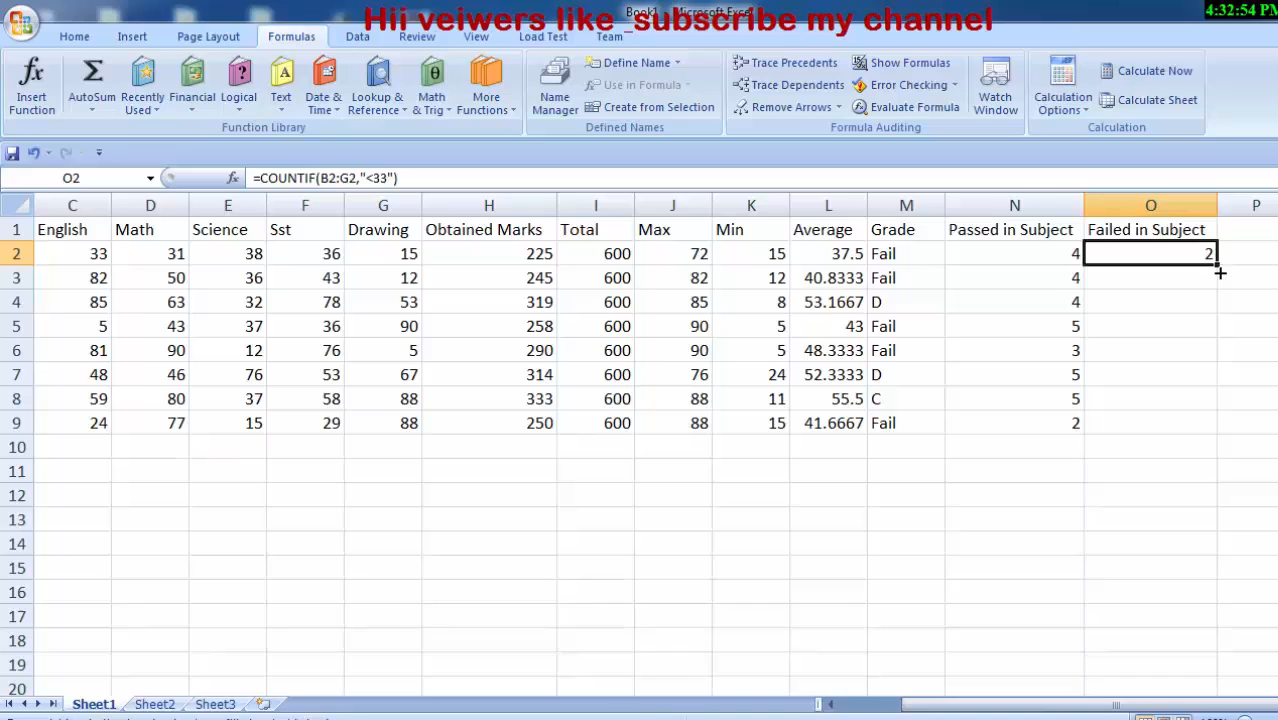 Book1 - Microsoft Excel
Hii veiwers like subscribe my channel
4:32:54 PM
Home Insert Page Layout Formulas Data Review View Load Test Team
fx Σ ? A θ
Insert Function
AutoSum
Recently Used
Financial
Logical
Text
Date & Time
Lookup & Reference
Math & Trig
More Functions
Function Library
Name Manager
Define Name
Use in Formula
Create from Selection
Defined Names
Trace Precedents
Trace Dependents
Remove Arrows
Show Formulas
Error Checking
Evaluate Formula
Watch Window
Formula Auditing
Calculation Options
Calculate Now
Calculate Sheet
Calculation
O2 fx =COUNTIF(B2:G2,"<33")
C D E F G H I J K L M N O P
1 English Math Science Sst Drawing Obtained Marks Total Max Min Average Grade Passed in Subject Failed in Subject
2 33 31 38 36 15 225 600 72 15 37.5 Fail 4 2
3 82 50 36 43 12 245 600 82 12 40.8333 Fail 4
4 85 63 32 78 53 319 600 85 8 53.1667 D 4
5 5 43 37 36 90 258 600 90 5 43 Fail 5
6 81 90 12 76 5 290 600 90 5 48.3333 Fail 3
7 48 46 76 53 67 314 600 76 24 52.3333 D 5
8 59 80 37 58 88 333 600 88 11 55.5 C 5
9 24 77 15 29 88 250 600 88 15 41.6667 Fail 2
10
11
12
13
14
15
16
17
18
19
20
Sheet1 Sheet2 Sheet3